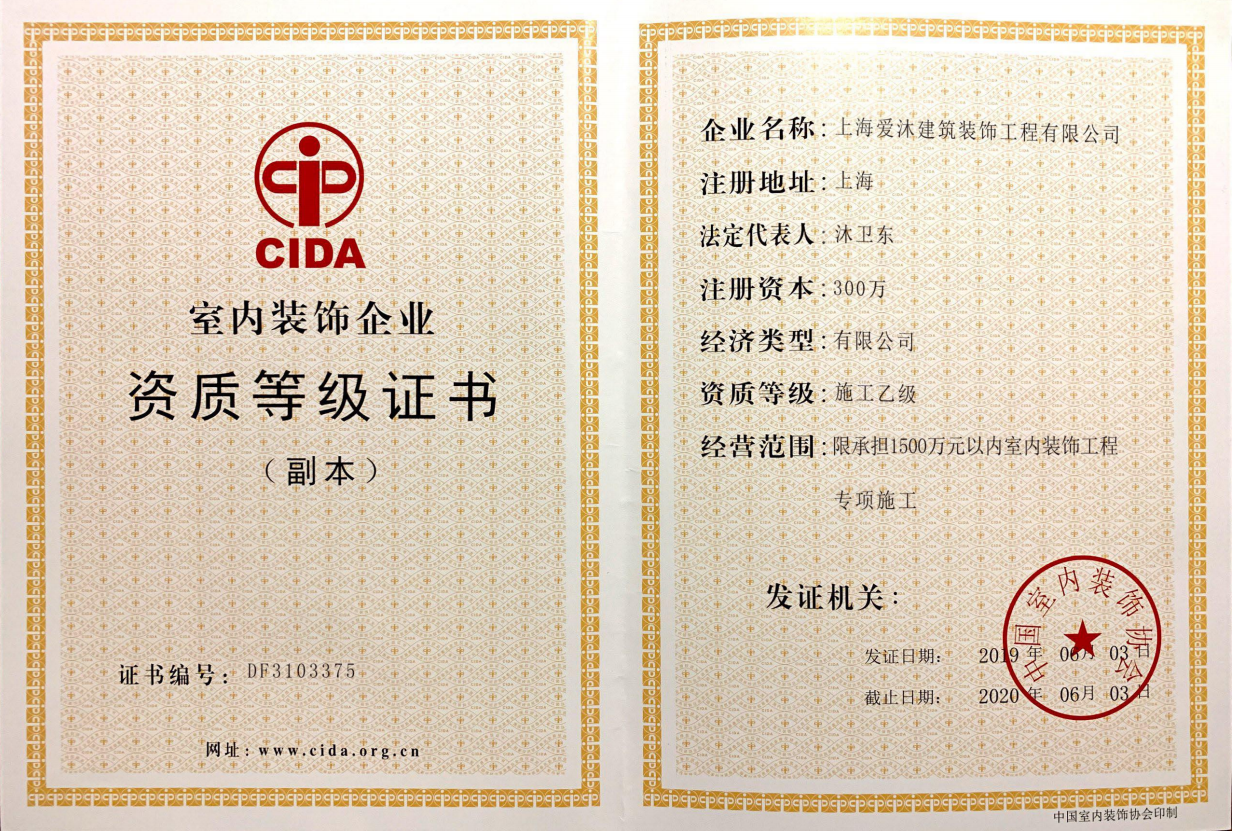 CIDA
室内装饰企业
资质等级证书
（副本）
证书编号：DF3103375
网址：www.cida.org.cn
企业名称：上海爱沐建筑装饰工程有限公司
注册地址：上海
法定代表人：沐卫东
注册资本：300万
经济类型：有限公司
资质等级：施工乙级
经营范围：限承担1500万元以内室内装饰工程
专项施工
发证机关：
中国室内装饰协会
发证日期： 2019年 06月 03日
截止日期： 2020年 06月 03日
中国室内装饰协会印制